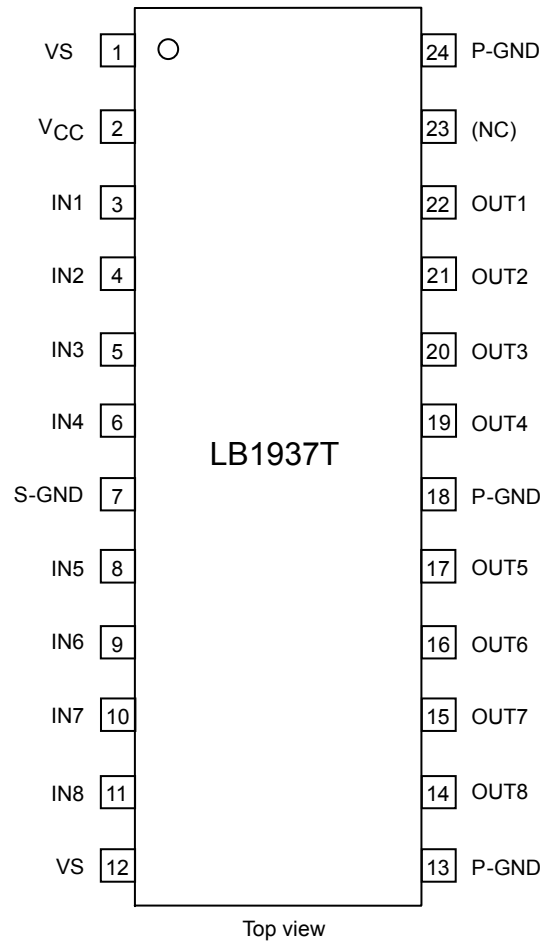 VS 1 24 P-GND
VCC 2 23 (NC)
IN1 3 22 OUT1
IN2 4 21 OUT2
IN3 5 20 OUT3
IN4 6 19 OUT4
LB1937T
S-GND 7 18 P-GND
IN5 8 17 OUT5
IN6 9 16 OUT6
IN7 10 15 OUT7
IN8 11 14 OUT8
VS 12 13 P-GND
Top view